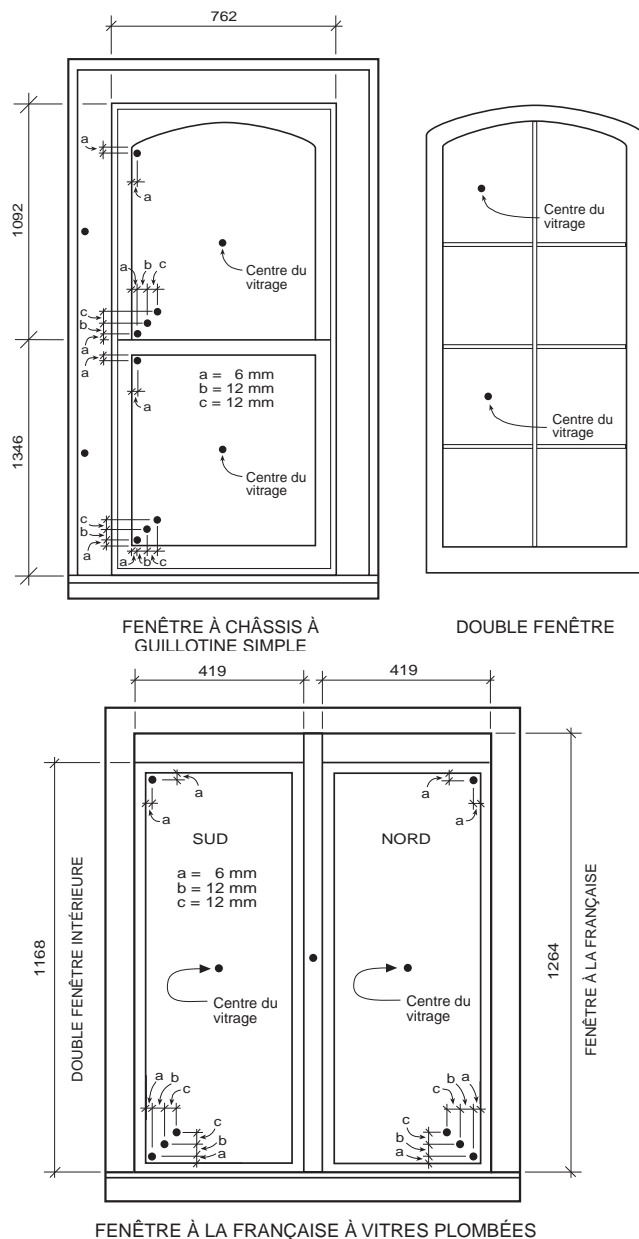 762
1092
1346
a
a
a
b
c
Centre du
vitrage
c
b
a
a
a
a = 6 mm
b = 12 mm
c = 12 mm
Centre du
vitrage
c
b
a
a
b
c
Centre du
vitrage
Centre du
vitrage
FENÊTRE À CHÂSSIS À
GUILLOTINE SIMPLE
DOUBLE FENÊTRE
419
419
a
a
a
a
SUD
NORD
a = 6 mm
b = 12 mm
c = 12 mm
1168
DOUBLE FENÊTRE INTÉRIEURE
1264
FENÊTRE À LA FRANÇAISE
Centre du
vitrage
Centre du
vitrage
a
b
c
c
b
a
c
b
a
c
b
a
FENÊTRE À LA FRANÇAISE À VITRES PLOMBÉES